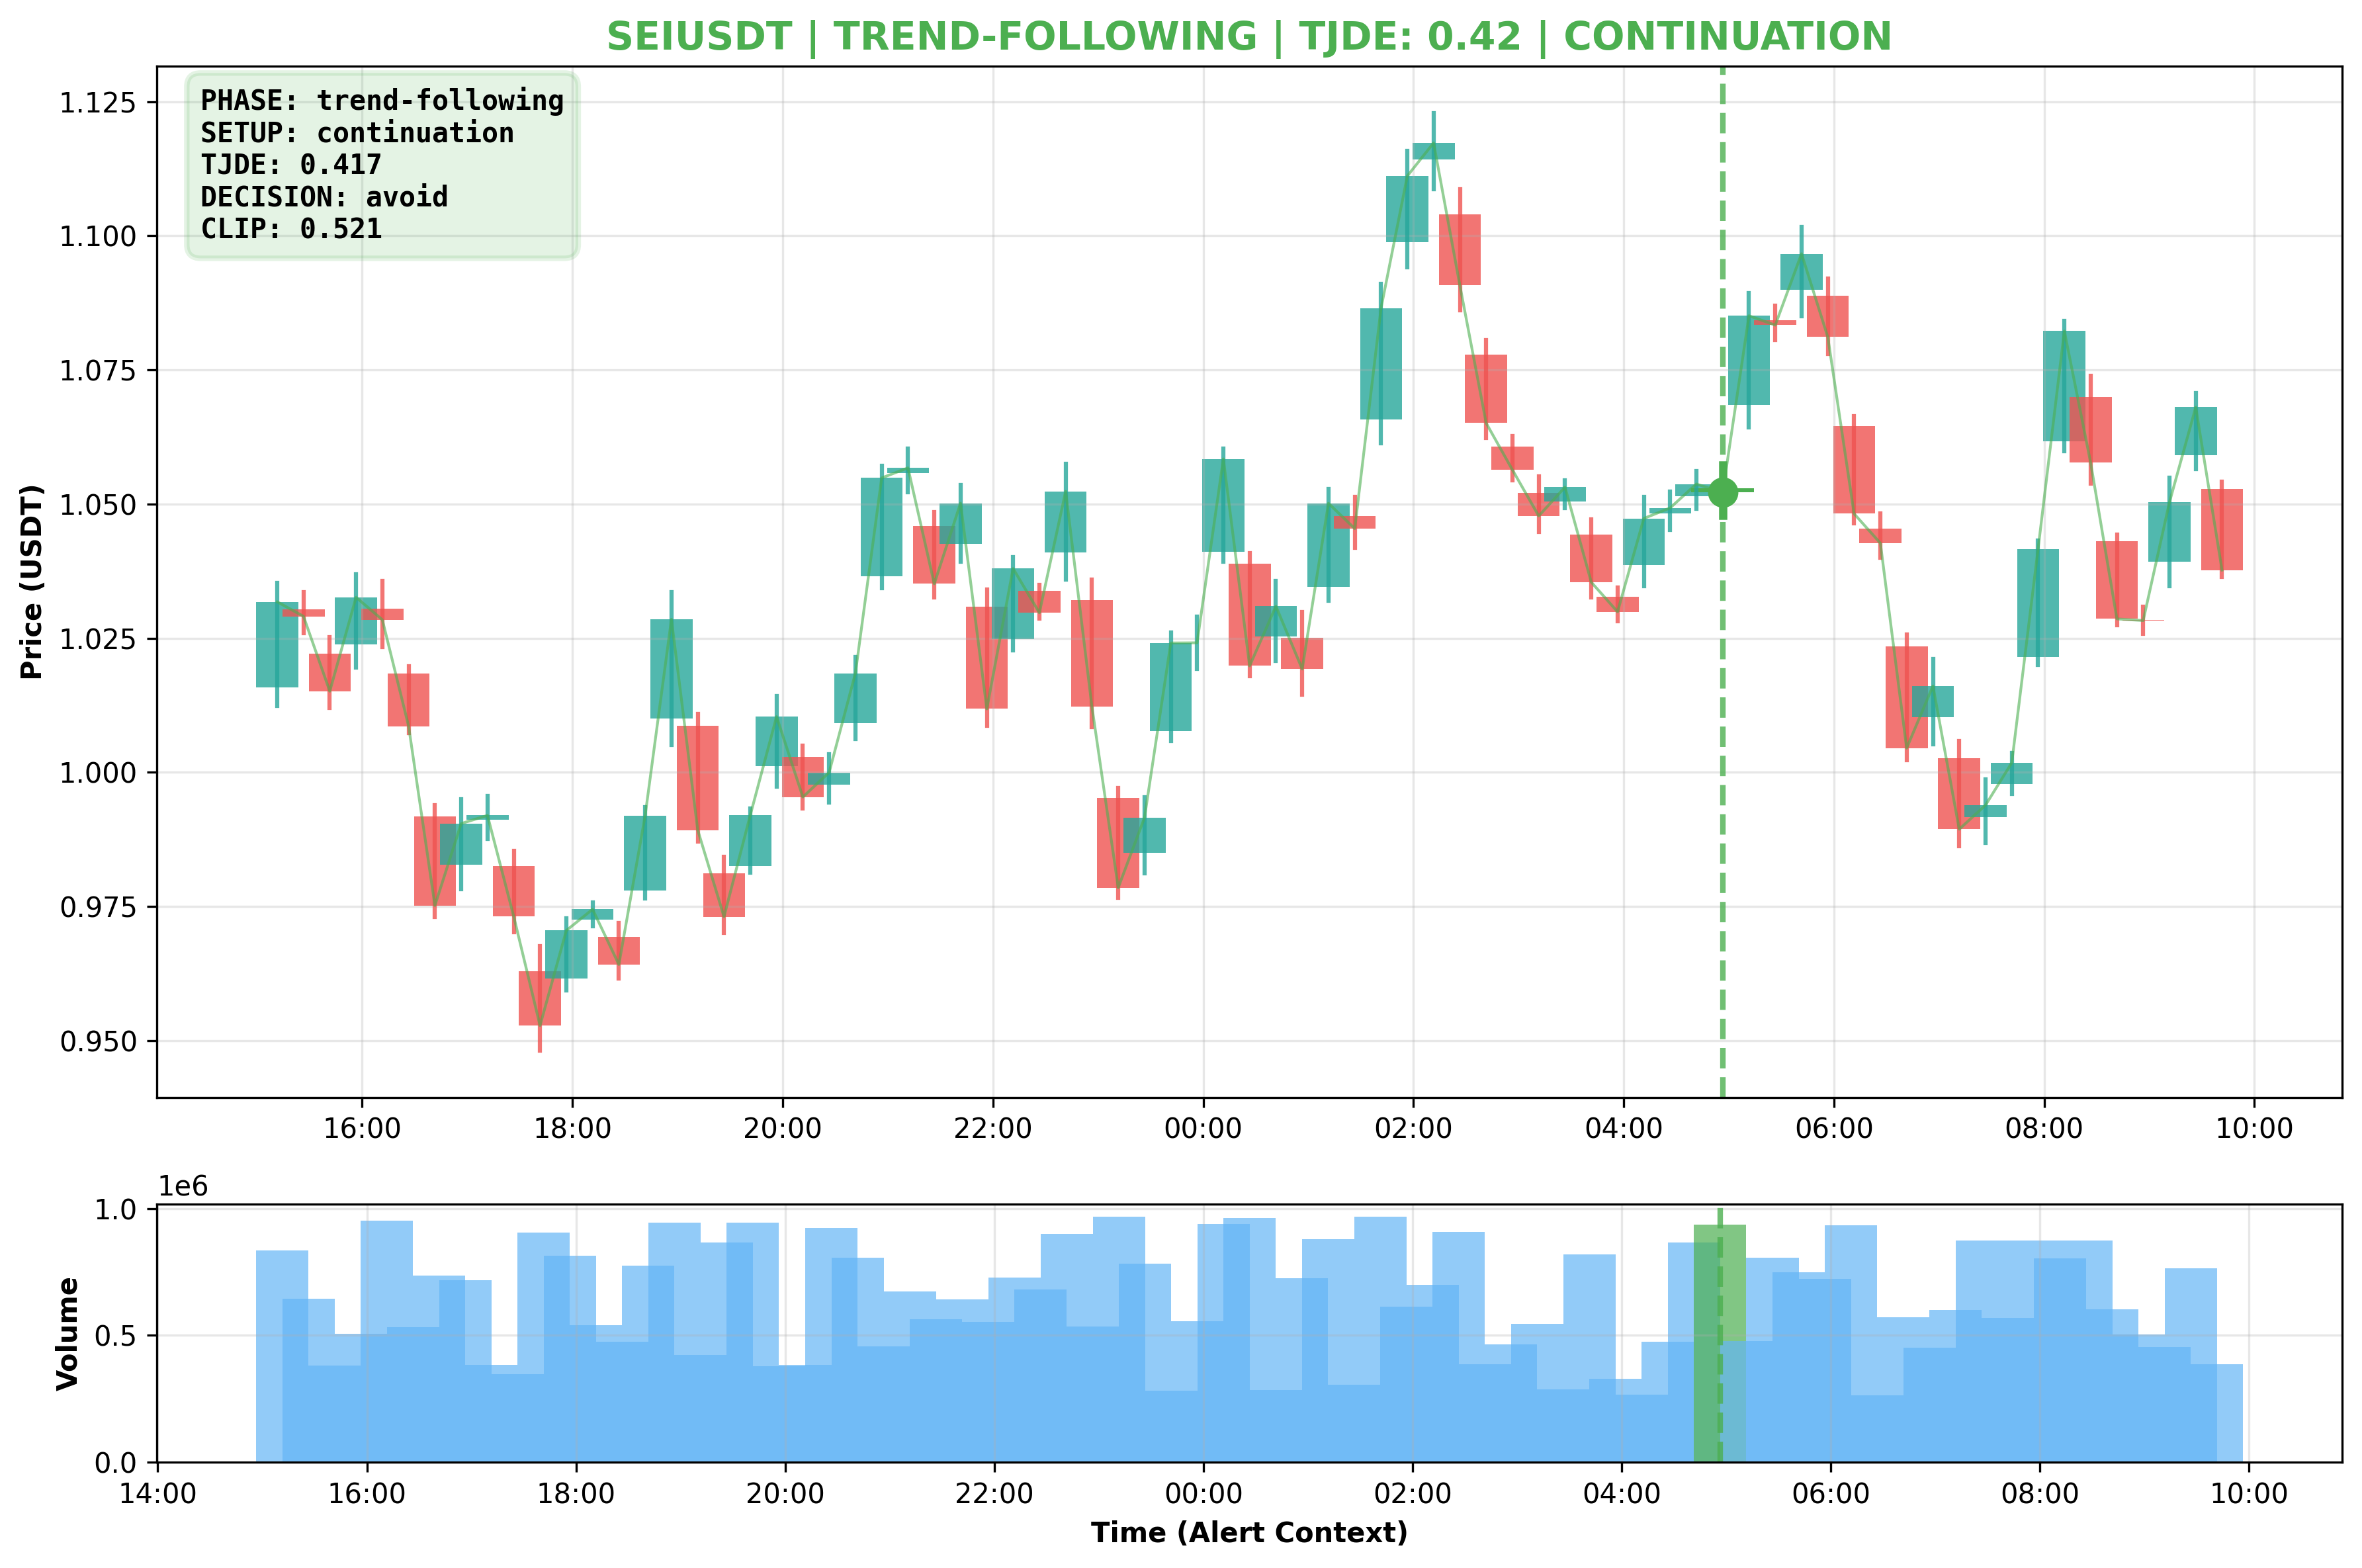 SEIUSDT | TREND-FOLLOWING | TJDE: 0.42 | CONTINUATION
PHASE: trend-following
SETUP: continuation
TJDE: 0.417
DECISION: avoid
CLIP: 0.521
Price (USDT)
1.125
1.100
1.075
1.050
1.025
1.000
0.975
0.950
16:00 18:00 20:00 22:00 00:00 02:00 04:00 06:00 08:00 10:00
1e6
Volume
1.0
0.5
0.0
14:00 16:00 18:00 20:00 22:00 00:00 02:00 04:00 06:00 08:00 10:00
Time (Alert Context)